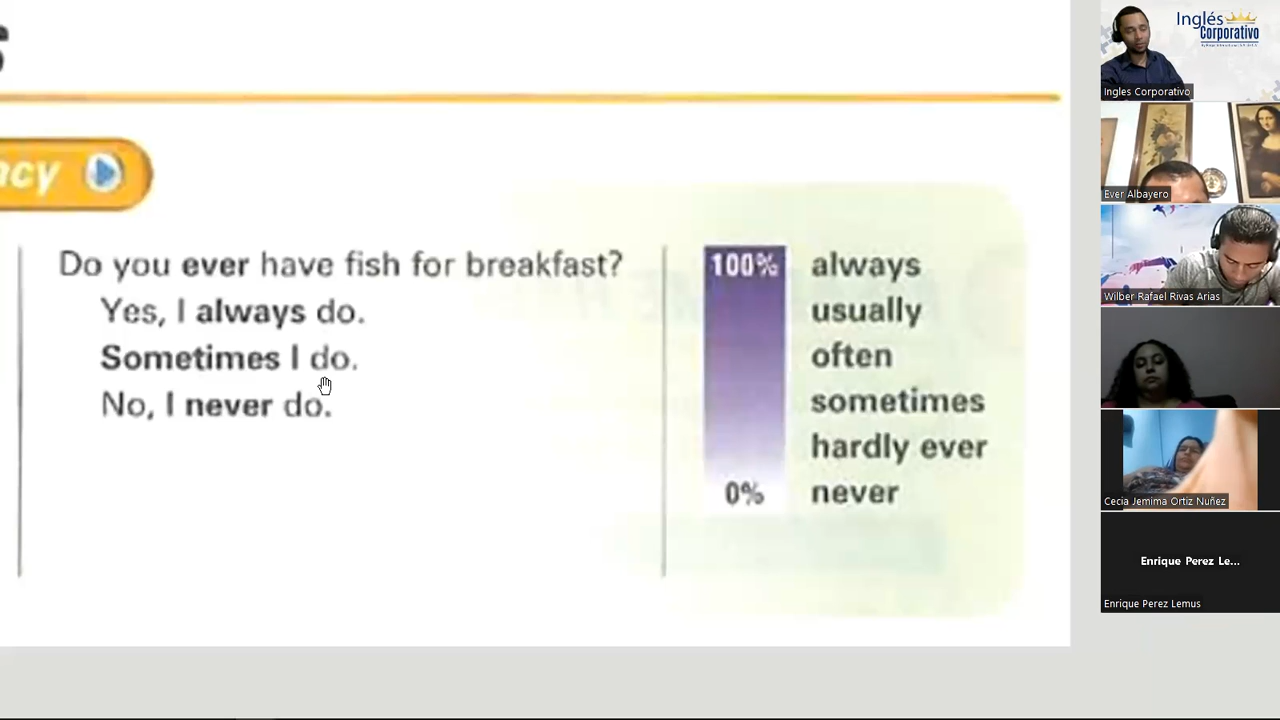 Do you ever have fish for breakfast?
Yes, I always do.
Sometimes I do.
No, I never do.
100% always
usually
often
sometimes
hardly ever
0% never
Inglés
Corporativo
Ingles Corporativo
Ever Albayero
Wilber Rafael Rivas Arias
Cecia Jemima Ortiz Nuñez
Enrique Perez Le...
Enrique Perez Lemus